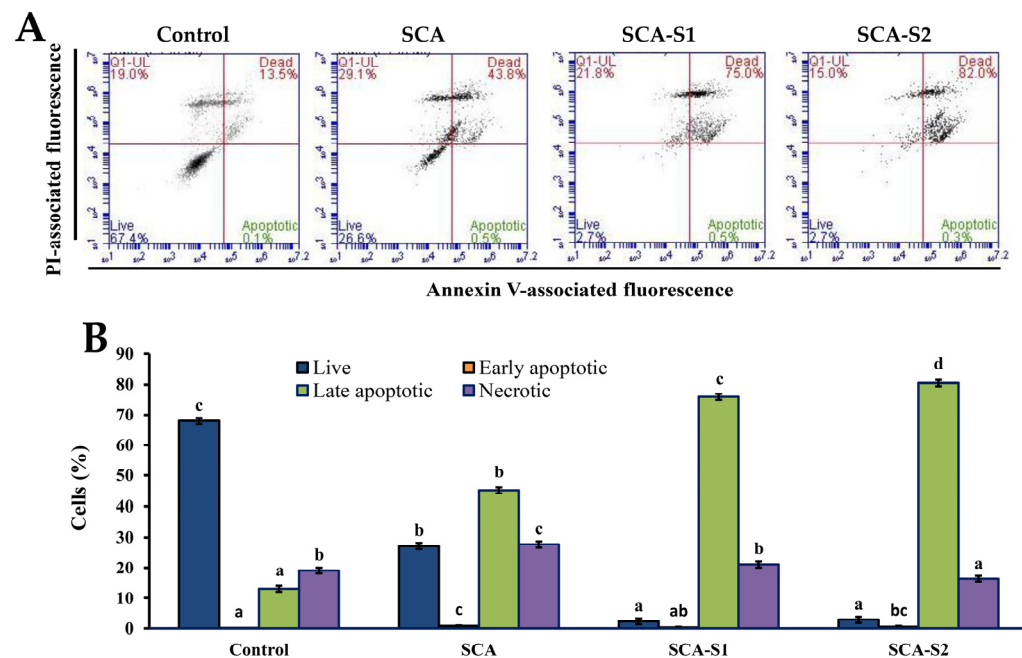 A
Control SCA SCA-S1 SCA-S2
PI-associated fluorescence
Q1-UL Dead
19.0% 13.5%
Live Apoptotic
67.4% 0.1%
Q1-UL Dead
29.1% 43.8%
Live Apoptotic
26.6% 0.5%
Q1-UL Dead
21.8% 75.0%
Live Apoptotic
2.7% 0.5%
Q1-UL Dead
15.0% 82.0%
Live Apoptotic
2.7% 0.3%
Annexin V-associated fluorescence
B
Live Early apoptotic
Late apoptotic Necrotic
Cells (%)
90
80
70
60
50
40
30
20
10
0
c a a b
b c b c
a ab c b
a bc d a
Control SCA SCA-S1 SCA-S2